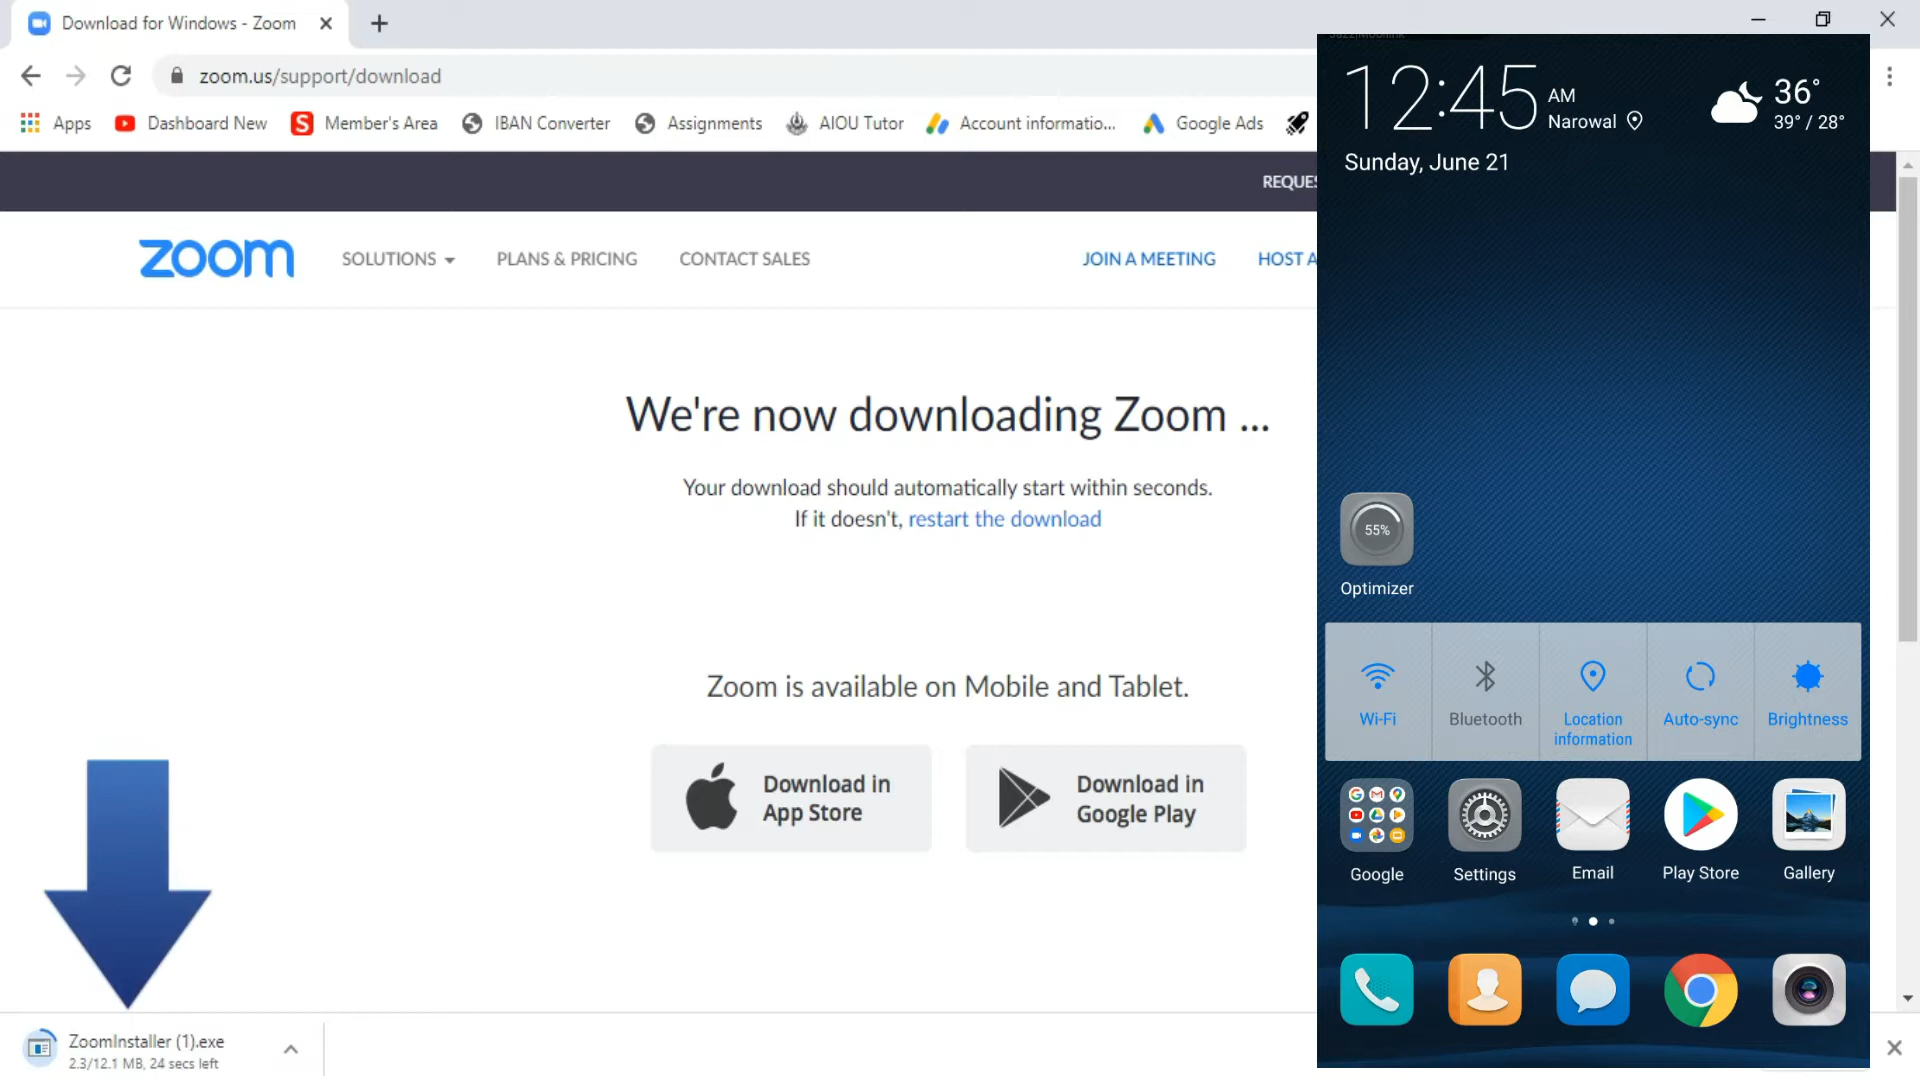 Download for Windows - Zoom
zoom.us/support/download
Apps
Dashboard New
Member's Area
IBAN Converter
Assignments
AIOU Tutor
Account informatio...
Google Ads
REQUES
zoom
SOLUTIONS
PLANS & PRICING
CONTACT SALES
JOIN A MEETING
HOST A
We're now downloading Zoom ...
Your download should automatically start within seconds.
If it doesn't, restart the download
Zoom is available on Mobile and Tablet.
Download in
App Store
Download in
Google Play
ZoomInstaller (1).exe
2.3/12.1 MB, 24 secs left
12:45 AM
Narowal
36°
39° / 28°
Sunday, June 21
55%
Optimizer
Wi-Fi
Bluetooth
Location
information
Auto-sync
Brightness
Google
Settings
Email
Play Store
Gallery